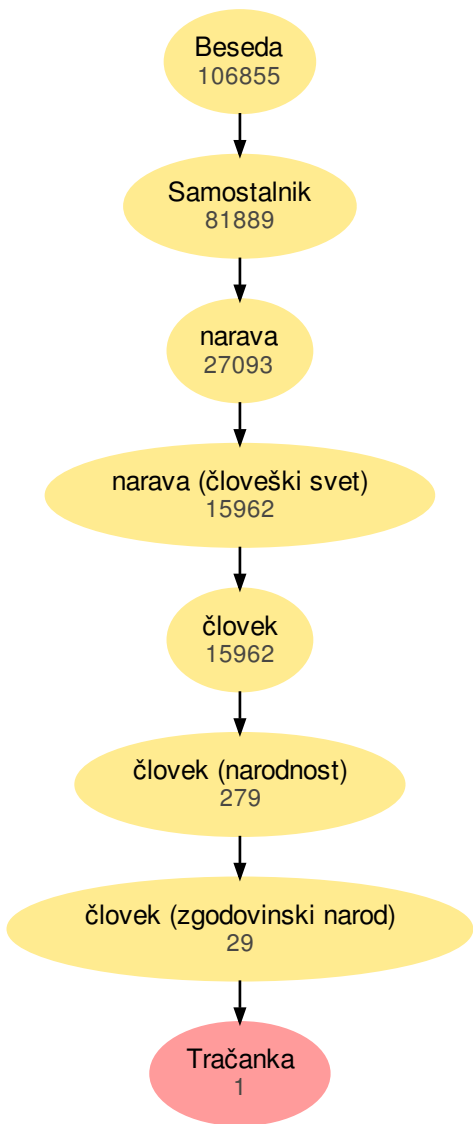 Beseda
106855
Samostalnik
81889
narava
27093
narava (človeški svet)
15962
človek
15962
človek (narodnost)
279
človek (zgodovinski narod)
29
Tračanka
1